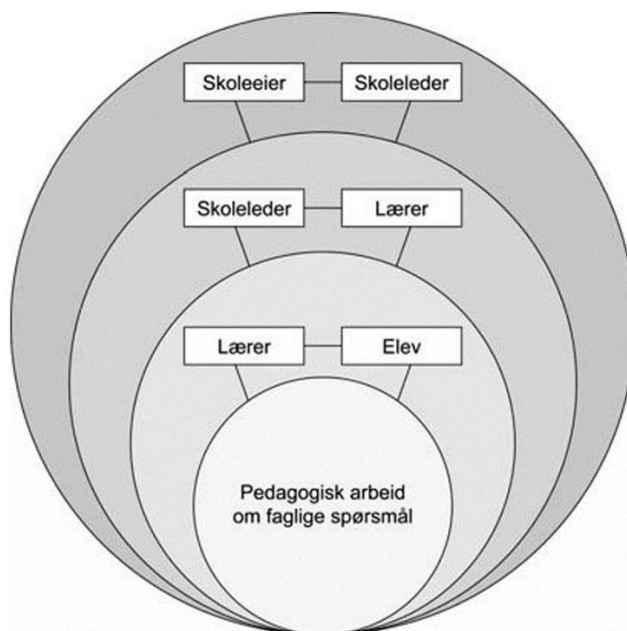 Skoleeier
Skoleleder
Skoleleder
Lærer
Lærer
Elev
Pedagogisk arbeid
om faglige spørsmål